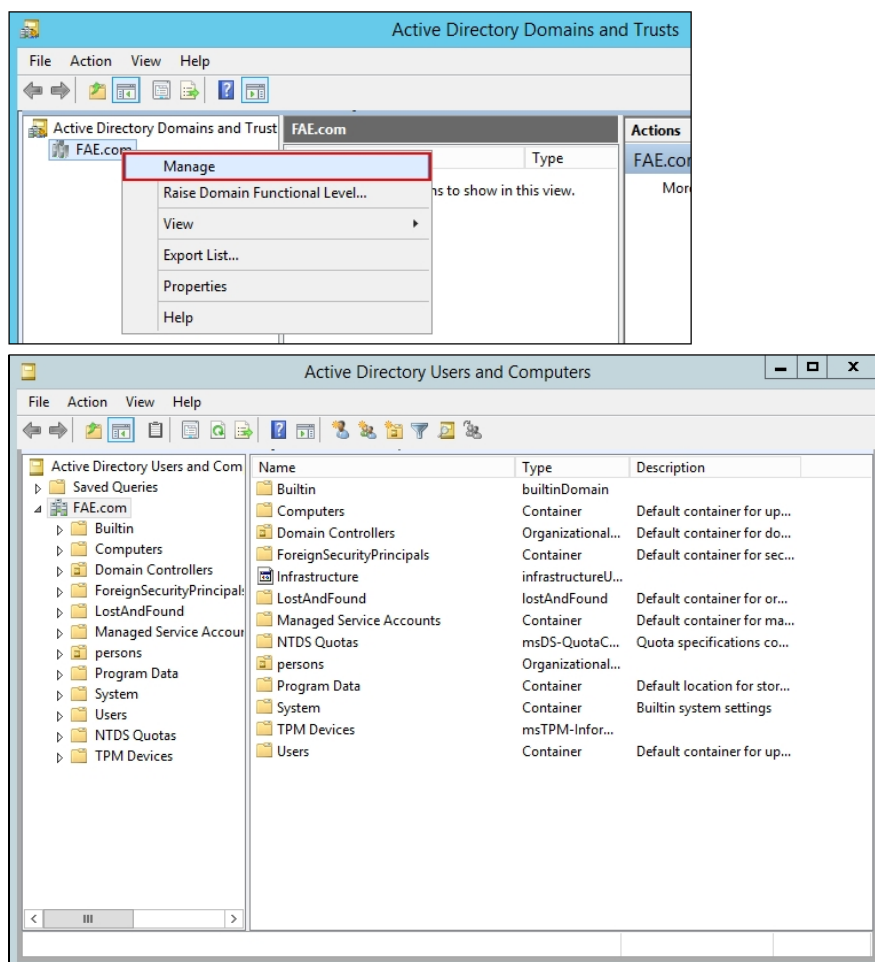 Active Directory Domains and Trusts
File Action View Help
Active Directory Domains and Trust
FAE.com
Actions
FAE.com
Type
FAE.cor
Manage
Raise Domain Functional Level...
ns to show in this view.
Mor
View
Export List...
Properties
Help
Active Directory Users and Computers
File Action View Help
Active Directory Users and Com
Saved Queries
FAE.com
Builtin
Computers
Domain Controllers
ForeignSecurityPrincipals
LostAndFound
Managed Service Accour
persons
Program Data
System
Users
NTDS Quotas
TPM Devices
Name Type Description
Builtin builtinDomain
Computers Container Default container for up...
Domain Controllers Organizational... Default container for do...
ForeignSecurityPrincipals Container Default container for sec...
Infrastructure infrastructureU...
LostAndFound lostAndFound Default container for or...
Managed Service Accounts Container Default container for ma...
NTDS Quotas msDS-QuotaC... Quota specifications co...
persons Organizational...
Program Data Container Default location for stor...
System Container Builtin system settings
TPM Devices msTPM-Infor...
Users Container Default container for up...